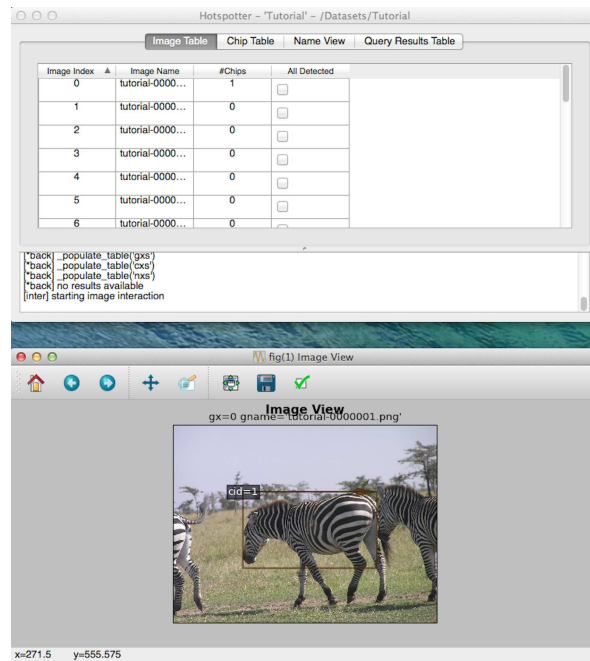 Hotspotter – 'Tutorial' – /Datasets/Tutorial
Image Table Chip Table Name View Query Results Table
Image Index ▲ Image Name #Chips All Detected
0 tutorial-0000... 1
1 tutorial-0000... 0
2 tutorial-0000... 0
3 tutorial-0000... 0
4 tutorial-0000... 0
5 tutorial-0000... 0
6 tutorial-0000... 0
[*back] _populate_table('gxs')
[*back] _populate_table('cxs')
[*back] _populate_table('nxs')
[*back] no results available
[inter] starting image interaction
fig(1) Image View
Image View
gx=0 gname='tutorial-0000001.png'
cid=1
x=271.5 y=555.575